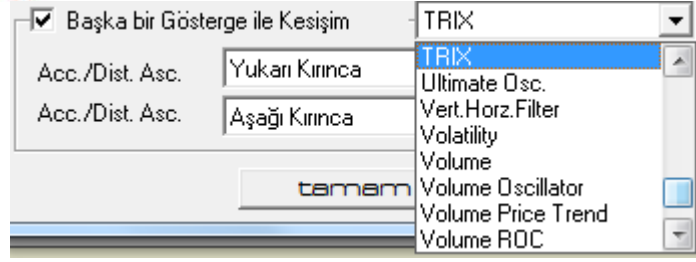 Başka bir Gösterge ile Kesişim
TRIX
Acc./Dist. Asc.
Yukarı Kırınca
Acc./Dist. Asc.
Aşağı Kırınca
tamam
TRIX
Ultimate Osc.
Vert.Horz.Filter
Volatility
Volume
Volume Oscillator
Volume Price Trend
Volume ROC